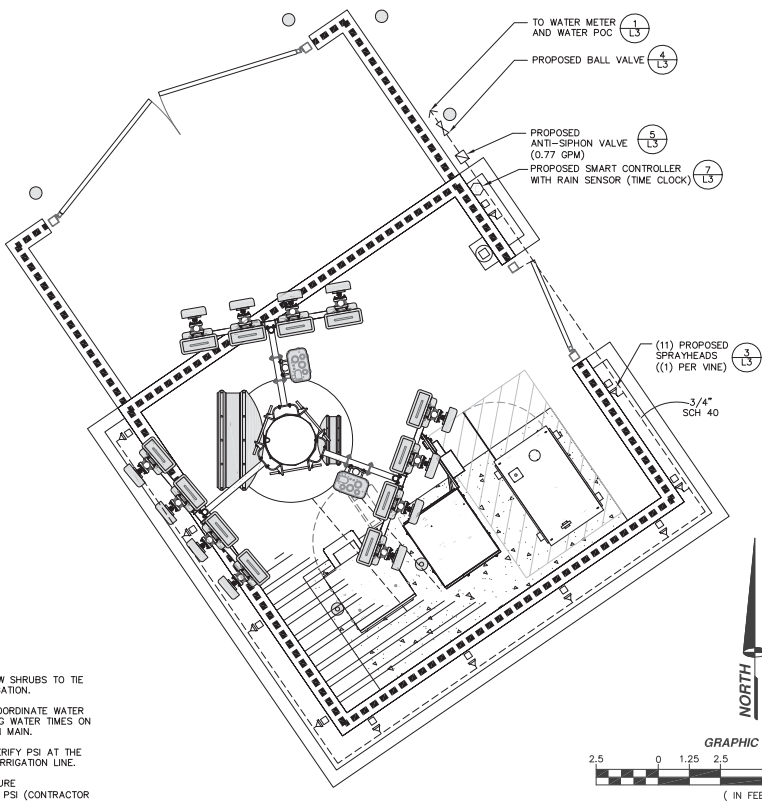 TO WATER METER
AND WATER POC
1
L3
PROPOSED BALL VALVE
4
L3
PROPOSED
ANTI-SIPHON VALVE
(0.77 GPM)
5
L3
PROPOSED SMART CONTROLLER
WITH RAIN SENSOR (TIME CLOCK)
7
L3
(11) PROPOSED
SPRAYHEADS
((1) PER VINE)
3
L3
3/4"
SCH 40
W SHRUBS TO TIE
ATION.
OORDINATE WATER
G WATER TIMES ON
MAIN.
ERIFY PSI AT THE
RRIGATION LINE.
URE
PSI (CONTRACTOR
NORTH
GRAPHIC
2.5 0 1.25 2.5
( IN FEE